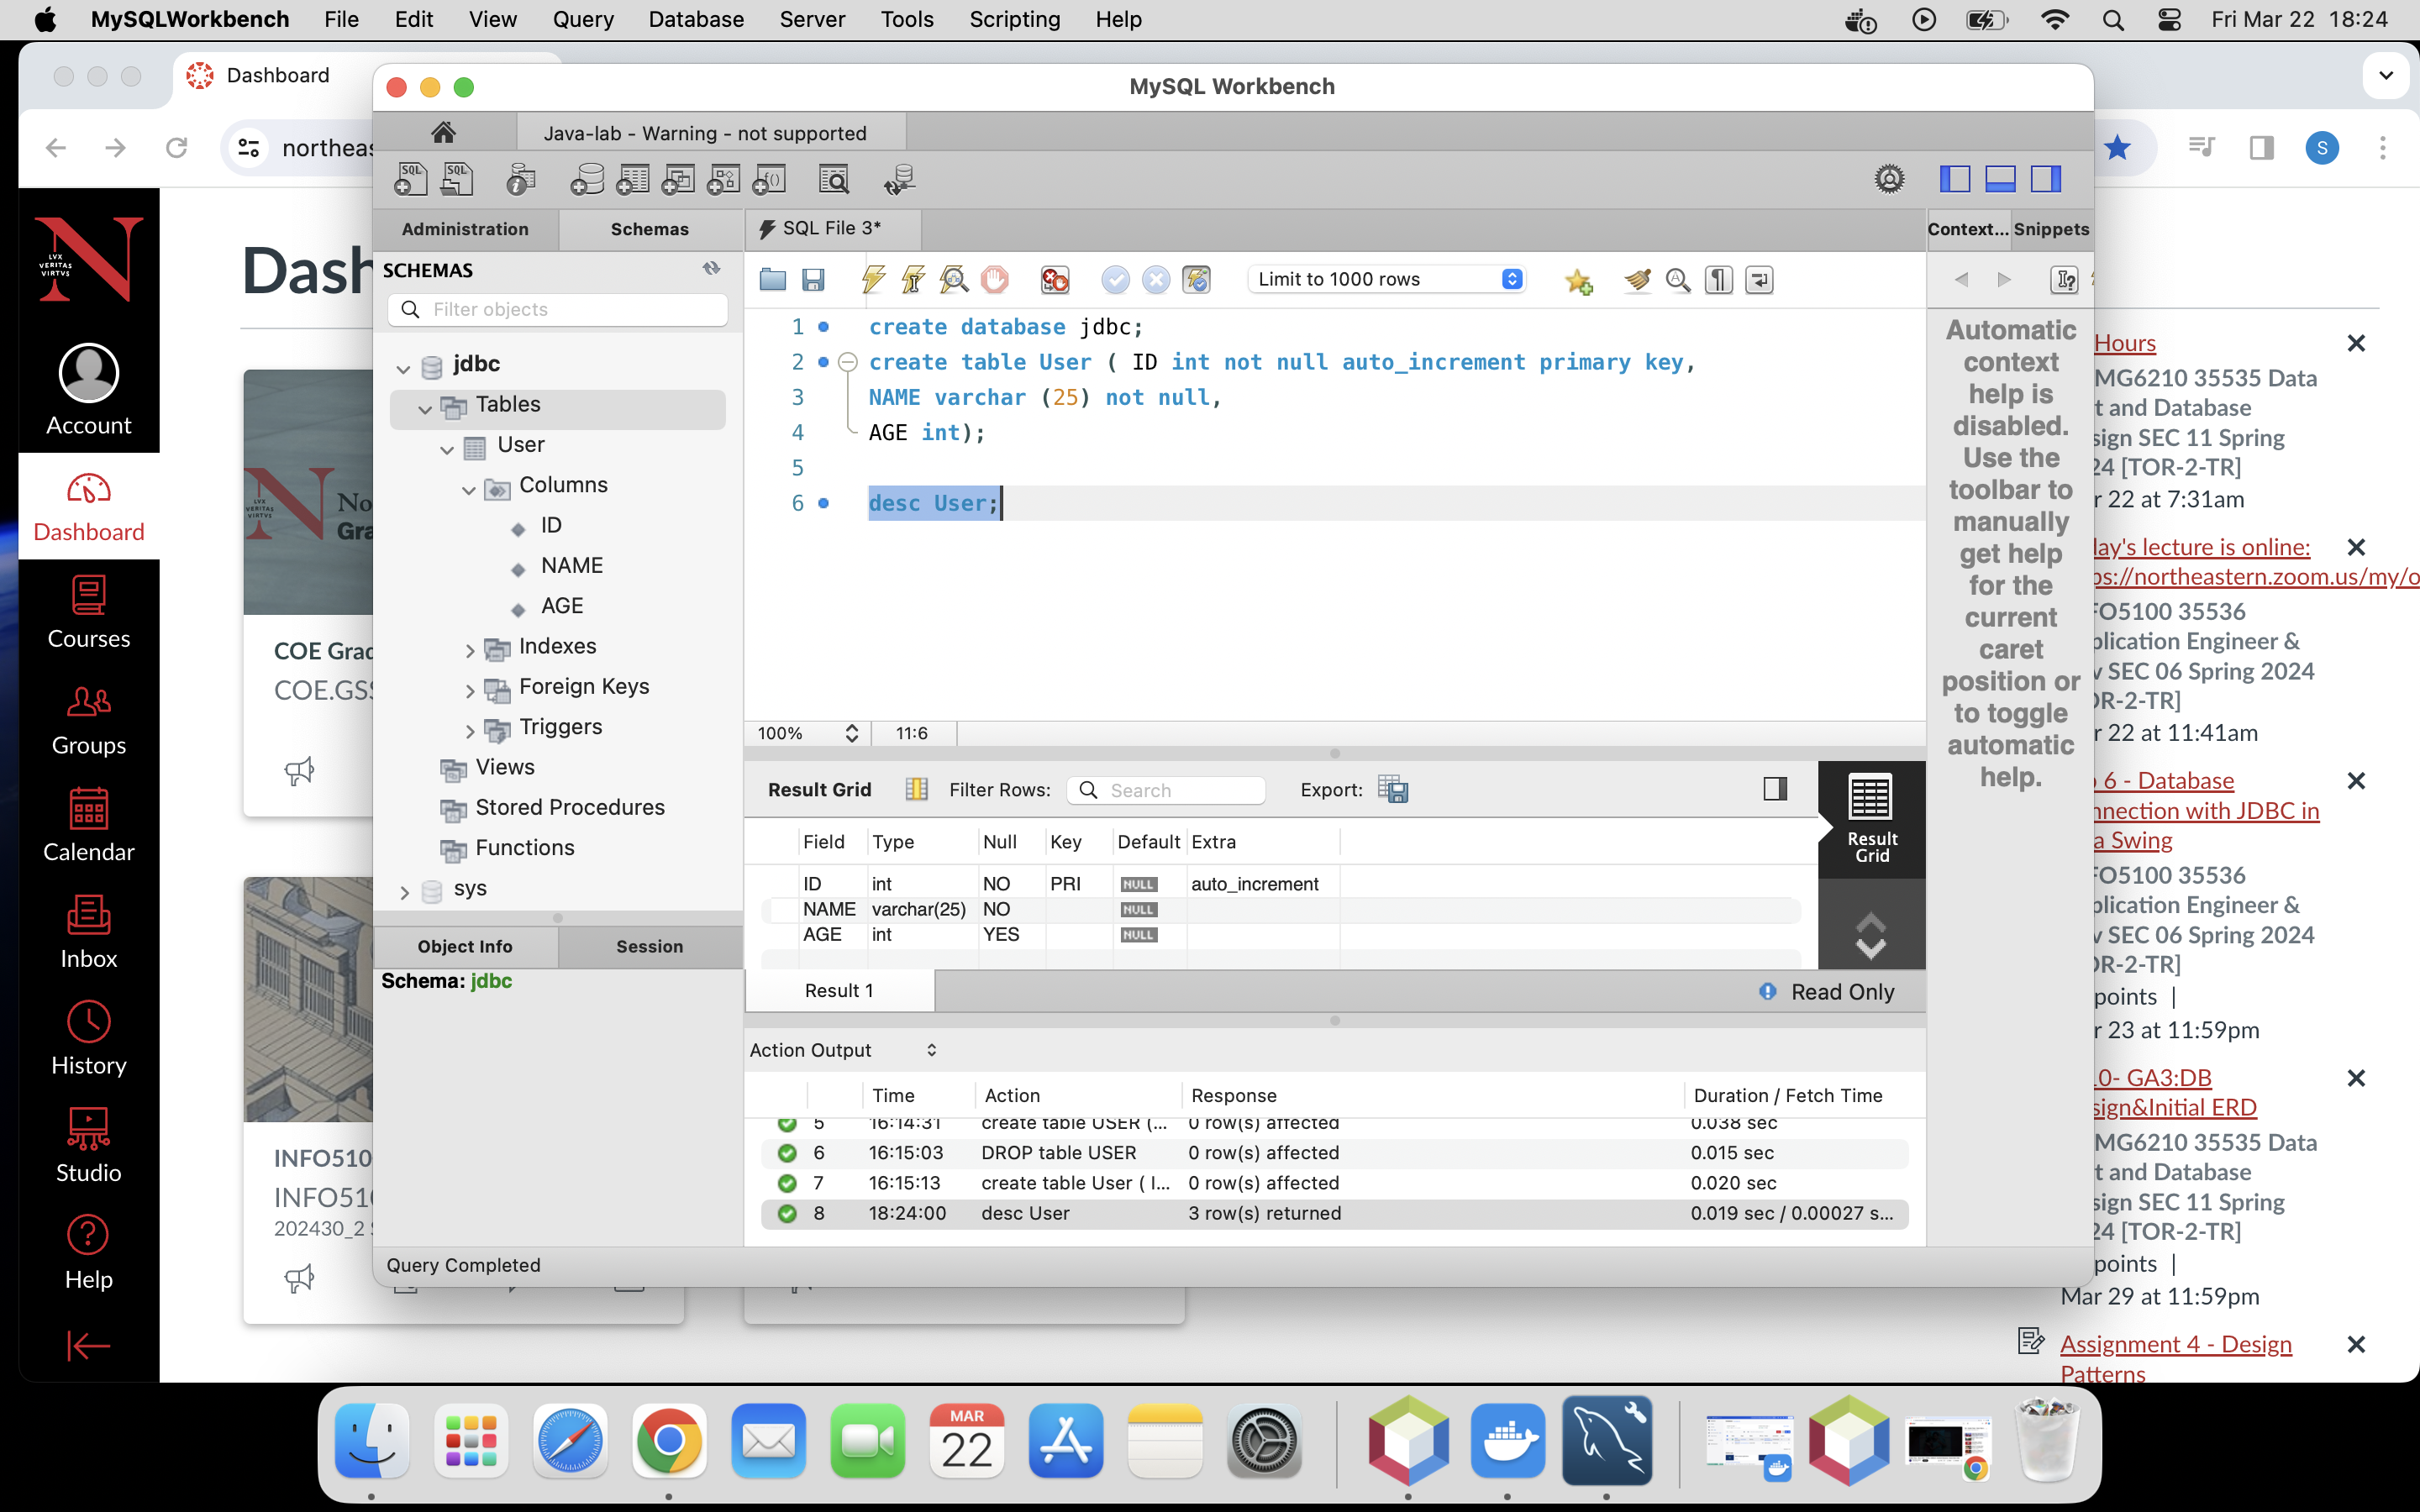 MySQLWorkbench File Edit View Query Database Server Tools Scripting Help Fri Mar 22 18:24
Dashboard
MySQL Workbench
northeas
Java-lab - Warning - not supported
Administration Schemas
SQL File 3*
Context... Snippets
SCHEMAS
Filter objects
Limit to 1000 rows
jdbc
Tables
User
Columns
ID
NAME
AGE
Indexes
Foreign Keys
Triggers
Views
Stored Procedures
Functions
sys
Object Info Session
Schema: jdbc
1 create database jdbc;
2 create table User ( ID int not null auto_increment primary key,
3 NAME varchar (25) not null,
4 AGE int);
5
6 desc User;
100% 11:6
Automatic
context
help is
disabled.
Use the
toolbar to
manually
get help
for the
current
caret
position or
to toggle
automatic
help.
Result Grid Filter Rows: Search Export:
Result
Grid
Field Type Null Key Default Extra
ID int NO PRI NULL auto_increment
NAME varchar(25) NO NULL
AGE int YES NULL
Result 1
Read Only
Action Output
Time Action Response Duration / Fetch Time
5 16:14:31 create table USER (... 0 row(s) affected 0.038 sec
6 16:15:03 DROP table USER 0 row(s) affected 0.015 sec
7 16:15:13 create table User ( I... 0 row(s) affected 0.020 sec
8 18:24:00 desc User 3 row(s) returned 0.019 sec / 0.00027 s...
Query Completed
LVX
VERITAS
VIRTVS
Account
Dashboard
Courses
Groups
Calendar
Inbox
History
Studio
Help
Dash
No
Gra
COE Grad
COE.GSS
INFO510
INFO510
202430_2 S
S
Hours
MG6210 35535 Data
t and Database
sign SEC 11 Spring
24 [TOR-2-TR]
r 22 at 7:31am
lay's lecture is online:
ps://northeastern.zoom.us/my/o
FO5100 35536
plication Engineer &
v SEC 06 Spring 2024
OR-2-TR]
r 22 at 11:41am
6 - Database
nnection with JDBC in
a Swing
FO5100 35536
plication Engineer &
v SEC 06 Spring 2024
OR-2-TR]
points |
r 23 at 11:59pm
10- GA3:DB
sign&Initial ERD
MG6210 35535 Data
t and Database
sign SEC 11 Spring
24 [TOR-2-TR]
points |
Mar 29 at 11:59pm
Assignment 4 - Design
Patterns
MAR
22